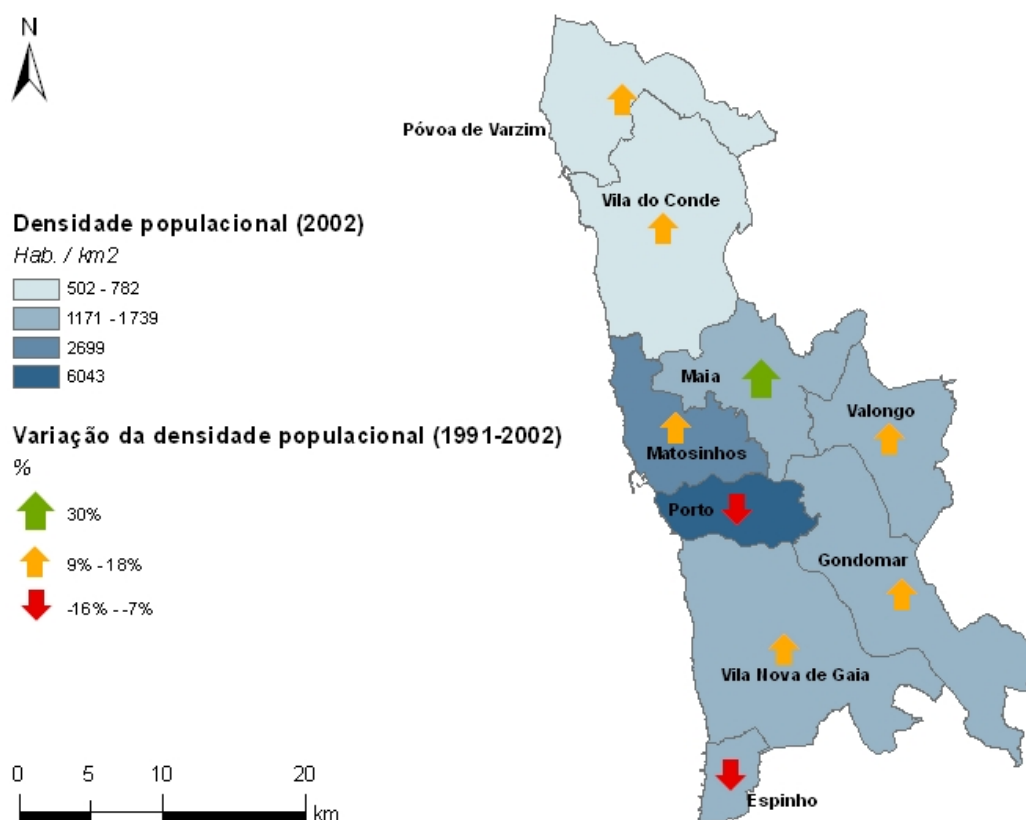 N
Póvoa de Varzim
Vila do Conde
Densidade populacional (2002)
Hab. / km2
502 - 782
1171 - 1739
2699
6043
Maia
Valongo
Variação da densidade populacional (1991-2002)
%
Matosinhos
30%
Porto
9% - 18%
Gondomar
-16% - -7%
Vila Nova de Gaia
0 5 10 20
km
Espinho